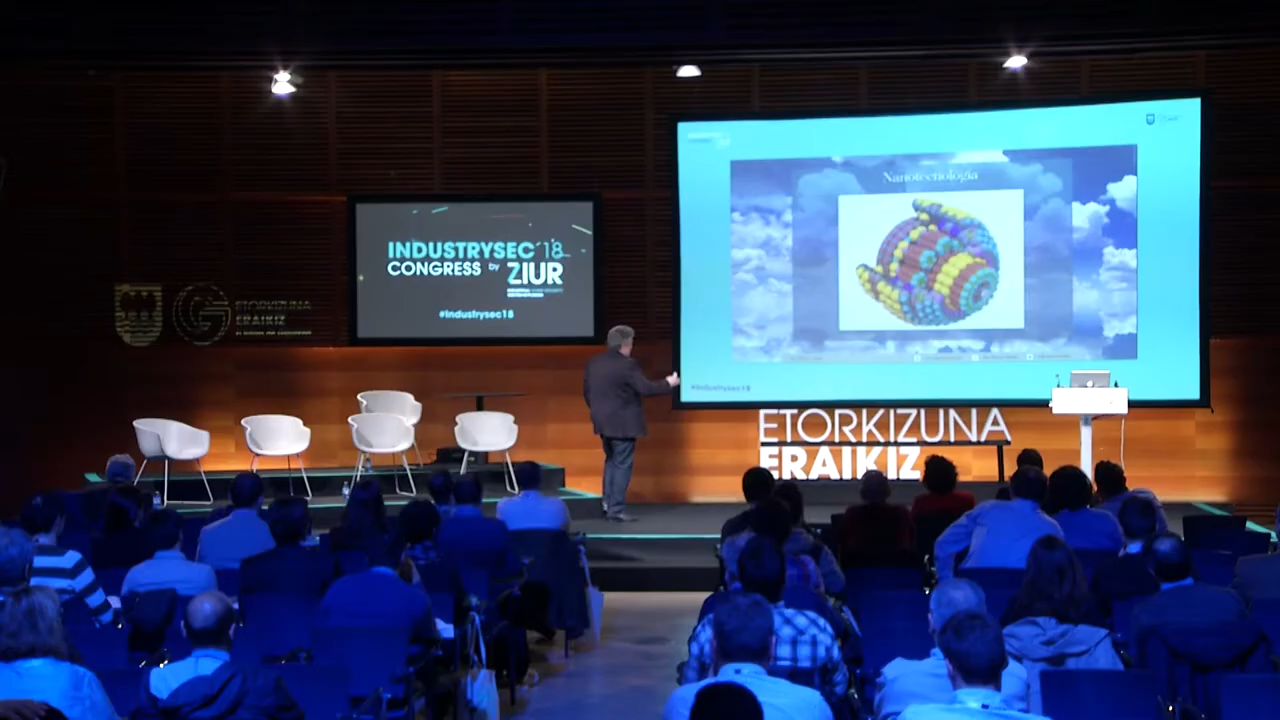 INDUSTRYSEC´18
CONGRESS by ZIUR
#Industrysec18
ETORKIZUNA
ERAIKIZ
Nanotecnología
#Industrysec18
ETORKIZUNA
ERAIKIZ